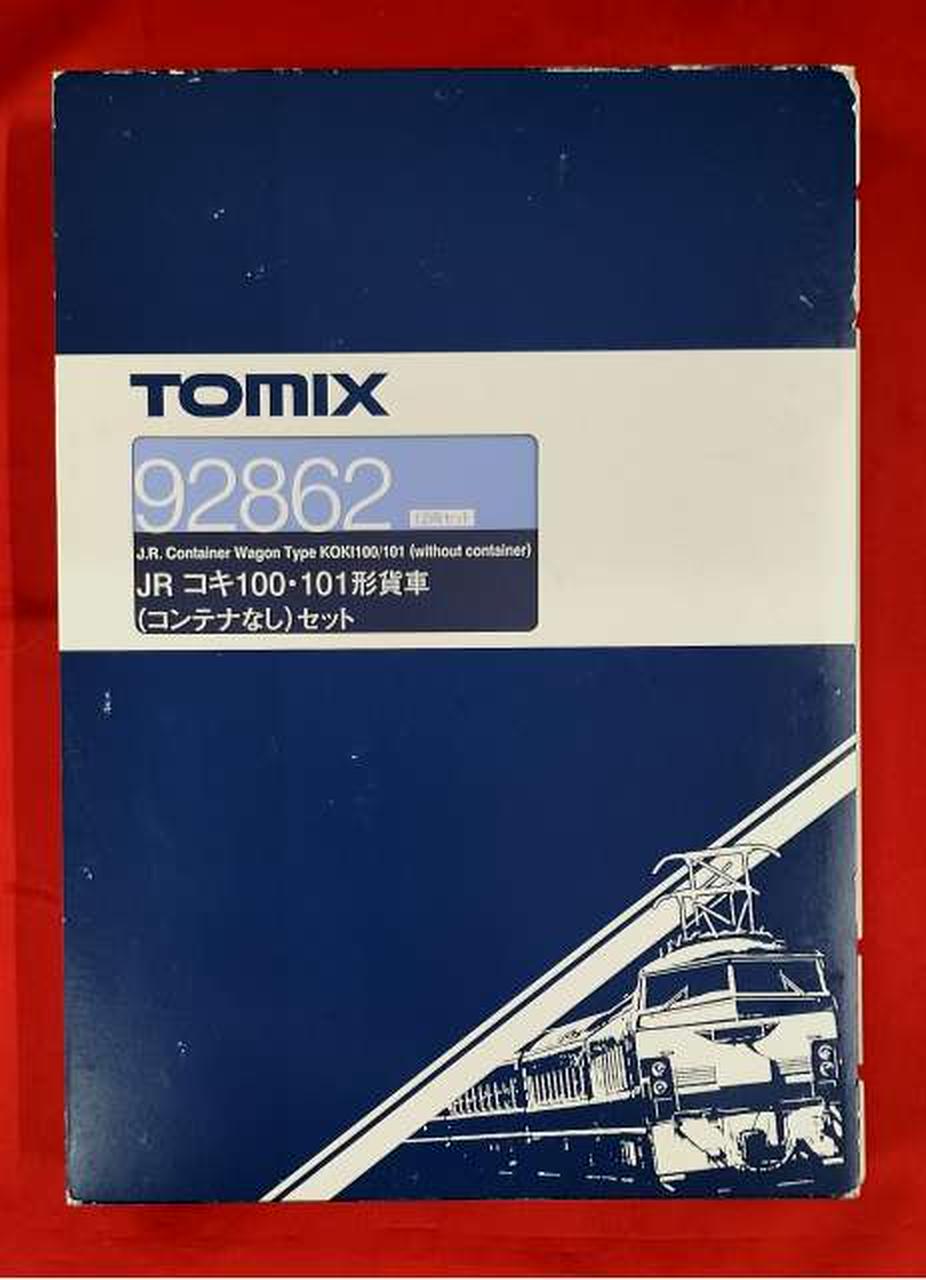 TOMIX
92862
J.R. Container Wagon Type KOKI100/101 (without container)
JR コキ100・101形貨車
(コンテナなし)セット